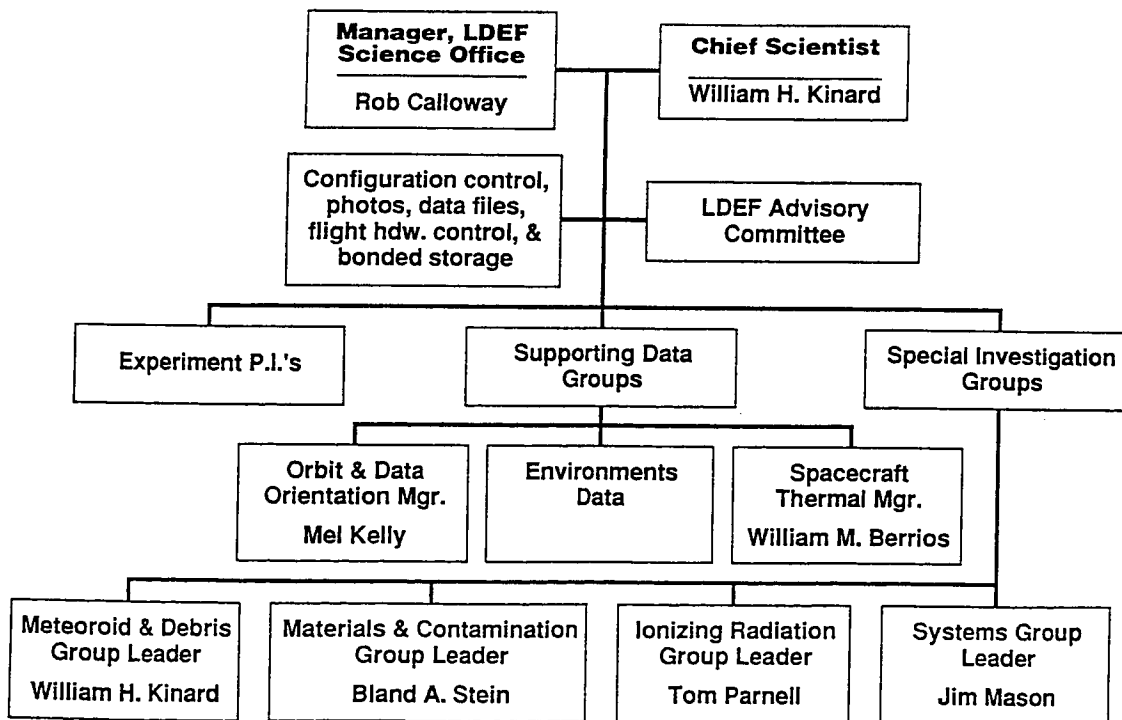 Manager, LDEF
Science Office
Rob Calloway
Chief Scientist
William H. Kinard
Configuration control,
photos, data files,
flight hdw. control, &
bonded storage
LDEF Advisory
Committee
Experiment P.I.'s
Supporting Data
Groups
Special Investigation
Groups
Orbit & Data
Orientation Mgr.
Mel Kelly
Environments
Data
Spacecraft
Thermal Mgr.
William M. Berrios
Meteoroid & Debris
Group Leader
William H. Kinard
Materials & Contamination
Group Leader
Bland A. Stein
Ionizing Radiation
Group Leader
Tom Parnell
Systems Group
Leader
Jim Mason